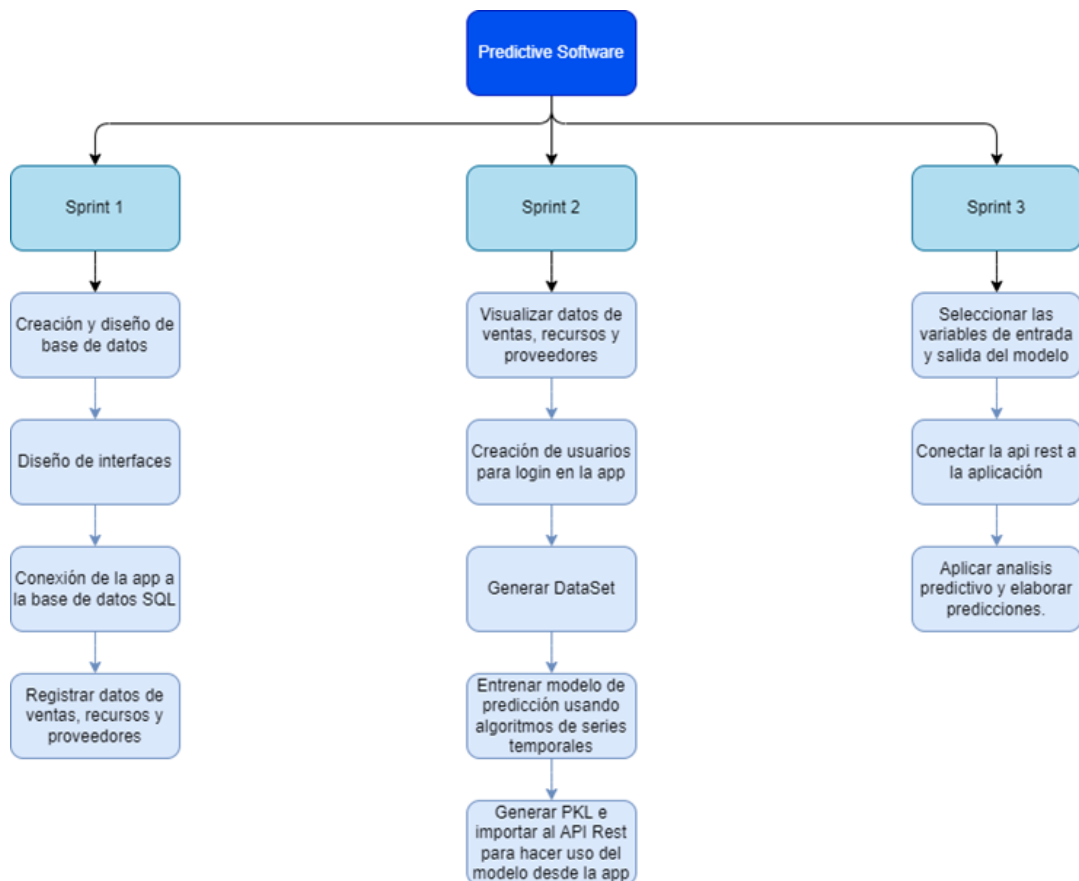 Predictive Software
Sprint 1
Sprint 2
Sprint 3
Creación y diseño de
base de datos
Diseño de interfaces
Conexión de la app a
la base de datos SQL
Registrar datos de
ventas, recursos y
proveedores
Visualizar datos de
ventas, recursos y
proveedores
Creación de usuarios
para login en la app
Generar DataSet
Entrenar modelo de
predicción usando
algoritmos de series
temporales
Generar PKL e
importar al API Rest
para hacer uso del
modelo desde la app
Seleccionar las
variables de entrada
y salida del modelo
Conectar la api rest a
la aplicación
Aplicar analisis
predictivo y elaborar
predicciones.